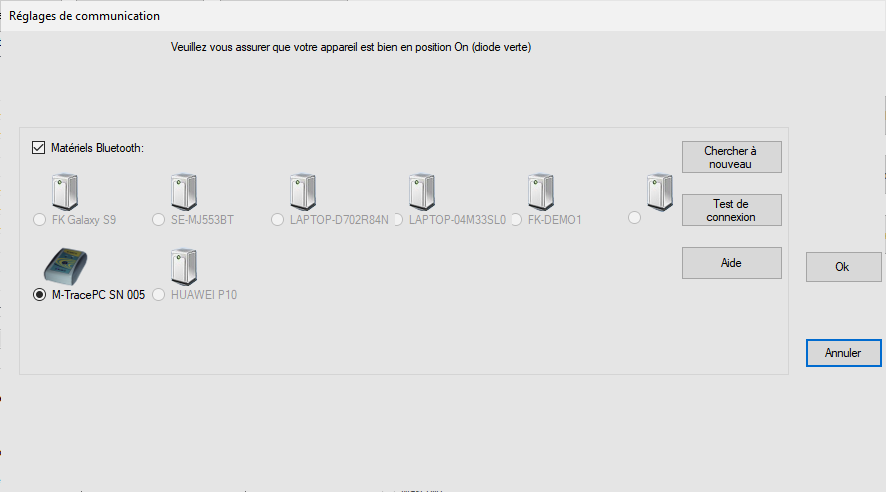 Réglages de communication
Veuillez vous assurer que votre appareil est bien en position On (diode verte)
Matériels Bluetooth:
Chercher à
nouveau
FK Galaxy S9
SE-MJ553BT
LAPTOP-D702R84N
LAPTOP-04M33SL0
FK-DEMO1
Test de
connexion
Aide
Ok
M-TracePC SN 005
HUAWEI P10
Annuler